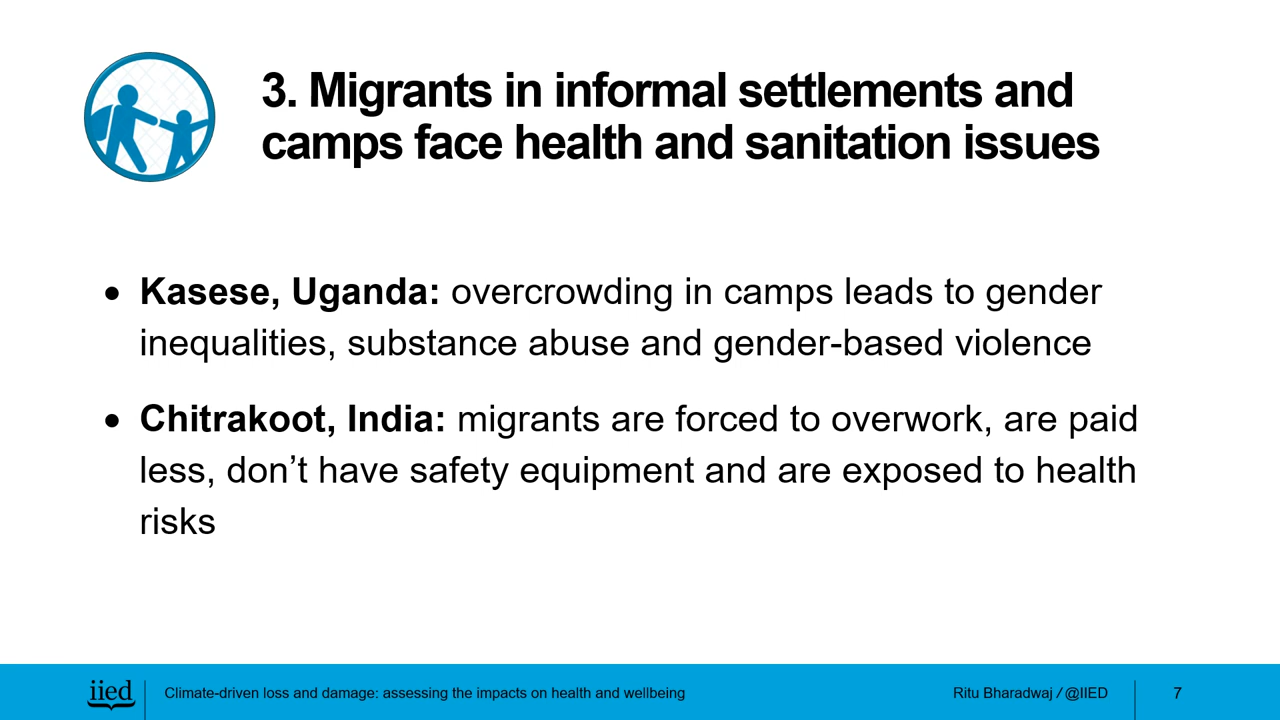 3. Migrants in informal settlements and
camps face health and sanitation issues
• Kasese, Uganda: overcrowding in camps leads to gender
inequalities, substance abuse and gender-based violence
• Chitrakoot, India: migrants are forced to overwork, are paid
less, don’t have safety equipment and are exposed to health
risks
iied
Climate-driven loss and damage: assessing the impacts on health and wellbeing
Ritu Bharadwaj / @IIED
7